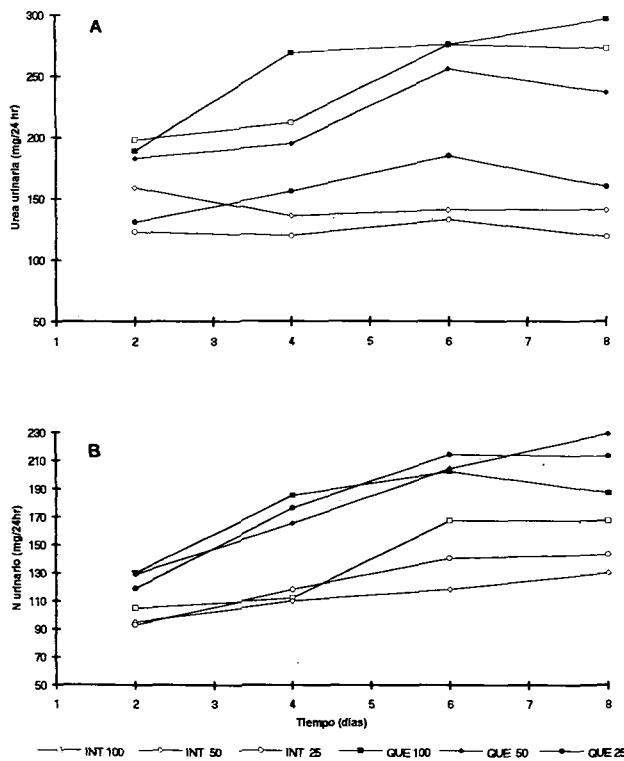 A
300
250
200
150
100
50
Urea urinaria (mg/24 hr)
1 2 3 4 5 6 7 8
B
230
210
190
170
150
130
110
90
70
50
N urinario (mg/24hr)
1 2 3 4 5 6 7 8
Tiempo (días)
INT 100 INT 50 INT 25 QUE 100 QUE 50 QUE 25